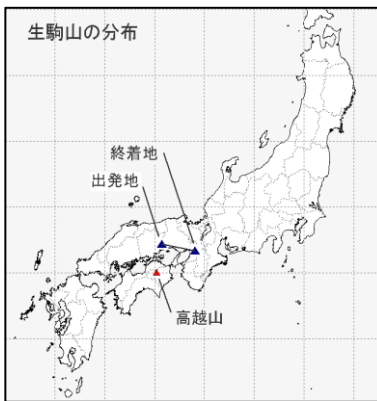 生駒山の分布
終着地
出発地
高越山